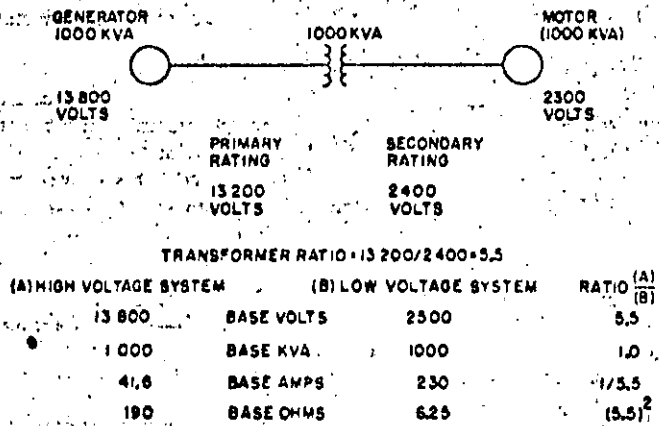 GENERATOR
1000 KVA
1000 KVA
MOTOR
(1000 KVA)
13 800
VOLTS
2300
VOLTS
PRIMARY
RATING
SECONDARY
RATING
13 200
VOLTS
2400
VOLTS
TRANSFORMER RATIO = 13 200/2400 = 5.5
(A) HIGH VOLTAGE SYSTEM (B) LOW VOLTAGE SYSTEM RATIO (A)/(B)
13 800 BASE VOLTS 2500 5.5
1 000 BASE KVA 1000 1.0
41.6 BASE AMPS 230 1/5.5
190 BASE OHMS 6.25 (5.5)²